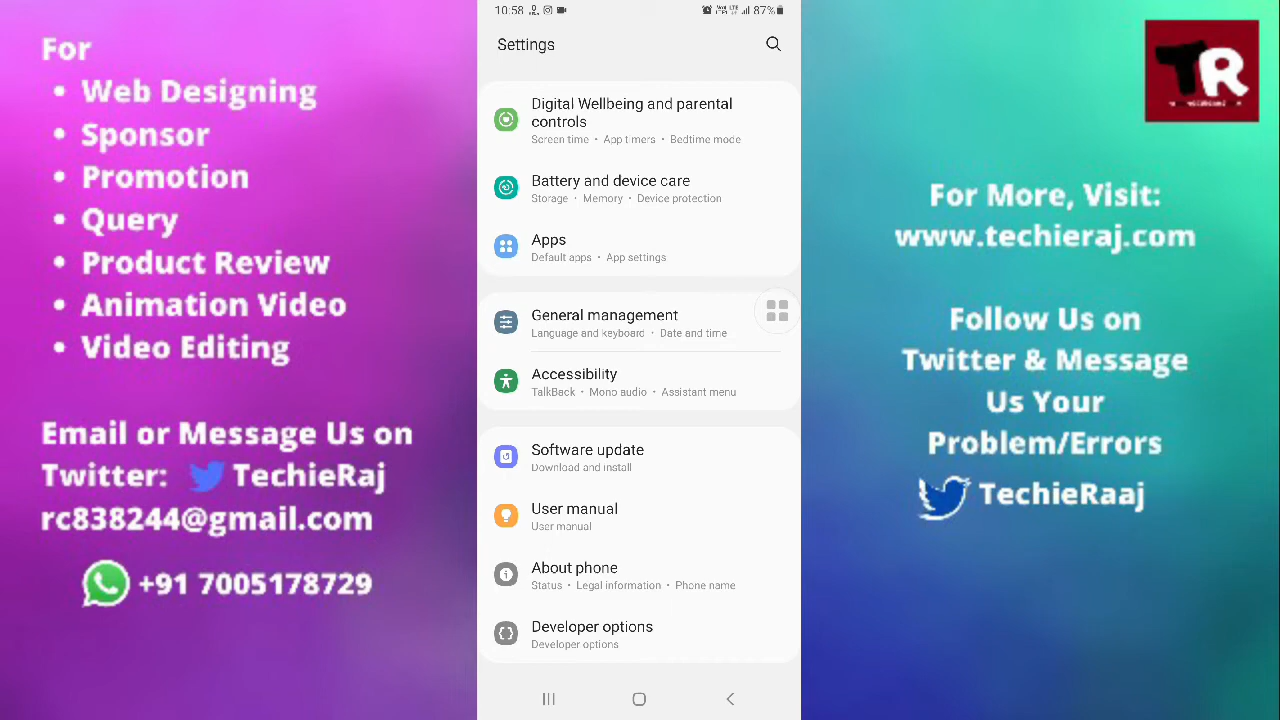 For
• Web Designing
• Sponsor
• Promotion
• Query
• Product Review
• Animation Video
• Video Editing
Email or Message Us on
Twitter: TechieRaj
rc838244@gmail.com
+91 7005178729
10:58
87%
Settings
Digital Wellbeing and parental
controls
Screen time • App timers • Bedtime mode
Battery and device care
Storage • Memory • Device protection
Apps
Default apps • App settings
General management
Language and keyboard • Date and time
Accessibility
TalkBack • Mono audio • Assistant menu
Software update
Download and install
User manual
User manual
About phone
Status • Legal information • Phone name
Developer options
Developer options
TR
For More, Visit:
www.techieraj.com
Follow Us on
Twitter & Message
Us Your
Problem/Errors
TechieRaaj